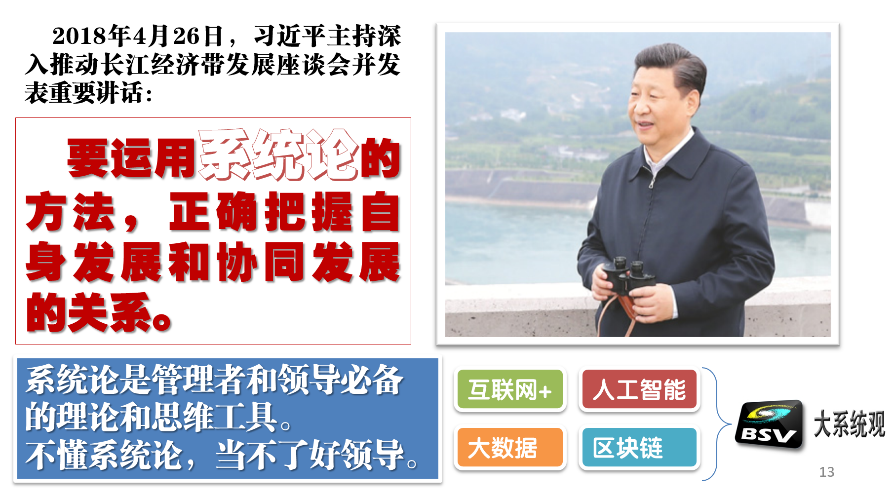 2018年4月26日，习近平主持深
入推动长江经济带发展座谈会并发
表重要讲话：
要运用系统论的
方法，正确把握自
身发展和协同发展
的关系。
系统论是管理者和领导必备
的理论和思维工具。
不懂系统论，当不了好领导。
互联网+
人工智能
大数据
区块链
BSV
大系统观
13